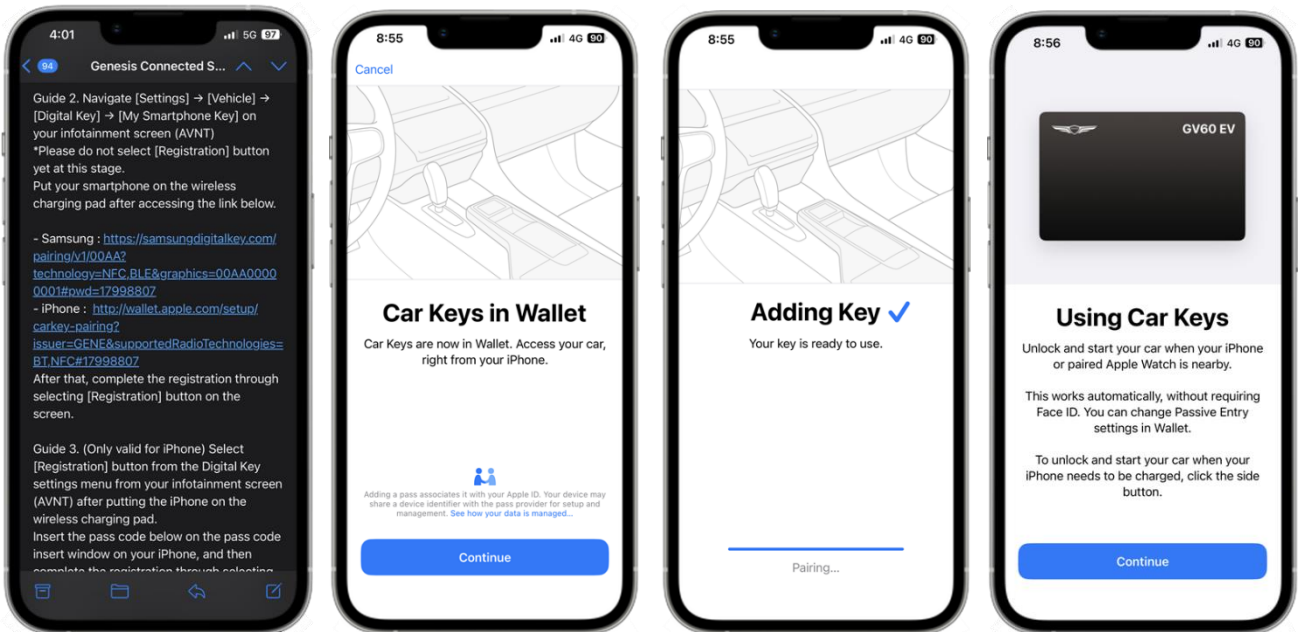 4:01
5G 97
94
Genesis Connected S...
Guide 2. Navigate [Settings] → [Vehicle] →
[Digital Key] → [My Smartphone Key] on
your infotainment screen (AVNT)
*Please do not select [Registration] button
yet at this stage.
Put your smartphone on the wireless
charging pad after accessing the link below.
- Samsung : https://samsungdigitalkey.com/
pairing/v1/00AA?
technology=NFC,BLE&graphics=00AA0000
0001#pwd=17998807
- iPhone : http://wallet.apple.com/setup/
carkey-pairing?
issuer=GENE&supportedRadioTechnologies=
BT,NFC#17998807
After that, complete the registration through
selecting [Registration] button on the
screen.
Guide 3. (Only valid for iPhone) Select
[Registration] button from the Digital Key
settings menu from your infotainment screen
(AVNT) after putting the iPhone on the
wireless charging pad.
Insert the pass code below on the pass code
insert window on your iPhone, and then
complete the registration through selecting
8:55
4G 90
Cancel
Car Keys in Wallet
Car Keys are now in Wallet. Access your car,
right from your iPhone.
Adding a pass associates it with your Apple ID. Your device may
share a device identifier with the pass provider for setup and
management. See how your data is managed...
Continue
8:55
4G 90
Adding Key
Your key is ready to use.
Pairing...
8:56
4G 90
GV60 EV
Using Car Keys
Unlock and start your car when your iPhone
or paired Apple Watch is nearby.
This works automatically, without requiring
Face ID. You can change Passive Entry
settings in Wallet.
To unlock and start your car when your
iPhone needs to be charged, click the side
button.
Continue